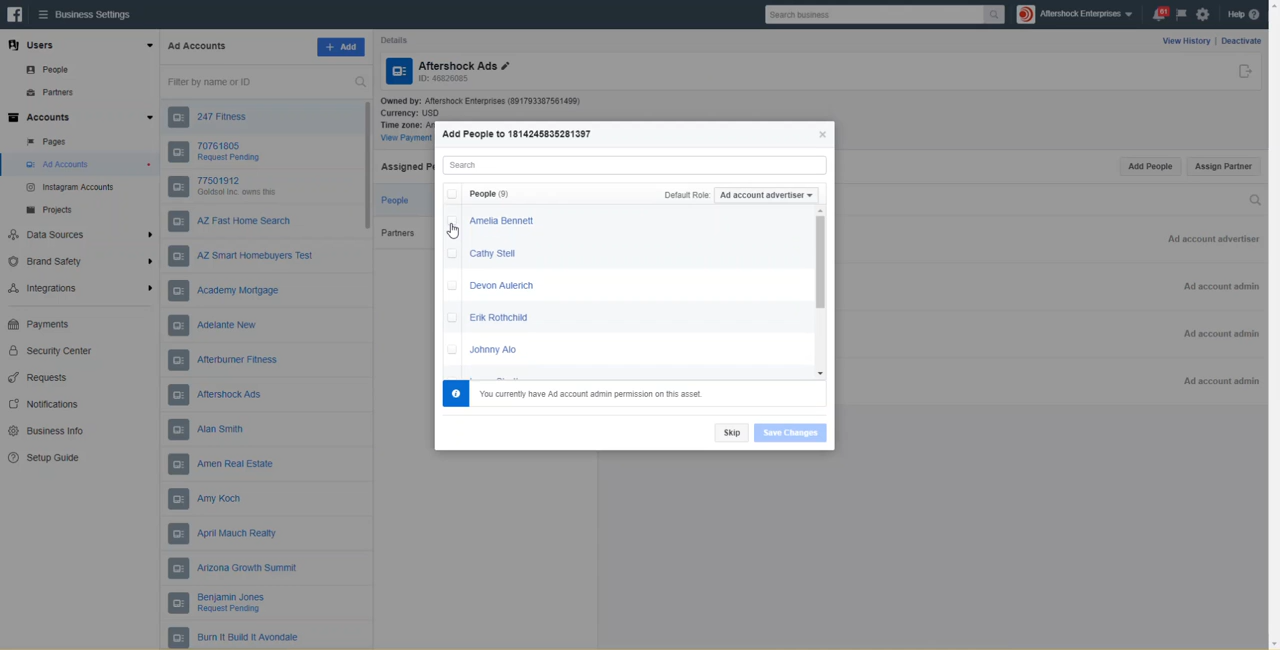 Business Settings
Search business
Aftershock Enterprises
81
Help
Users
People
Partners
Accounts
Pages
Ad Accounts
Instagram Accounts
Projects
Data Sources
Brand Safety
Integrations
Payments
Security Center
Requests
Notifications
Business Info
Setup Guide
Ad Accounts
+ Add
Filter by name or ID
247 Fitness
70761605
Request Pending
77501912
Goldsol Inc. owns this
AZ Fast Home Search
AZ Smart Homebuyers Test
Academy Mortgage
Adelante New
Afterburner Fitness
Aftershock Ads
Alan Smith
Amen Real Estate
Amy Koch
April Mauch Realty
Arizona Growth Summit
Benjamin Jones
Request Pending
Burn It Build It Avondale
Details
View History | Deactivate
Aftershock Ads
ID: 46826085
Owned by: Aftershock Enterprises (891793387561499)
Currency: USD
Time zone:
View Payment
Assigned
Add People
Assign Partner
People
Partners
Ad account advertiser
Ad account admin
Ad account admin
Ad account admin
Add People to 1814245835281397
Search
People (9)
Default Role: Ad account advertiser
Amelia Bennett
Cathy Stell
Devon Aulerich
Erik Rothchild
Johnny Alo
You currently have Ad account admin permission on this asset.
Skip
Save Changes